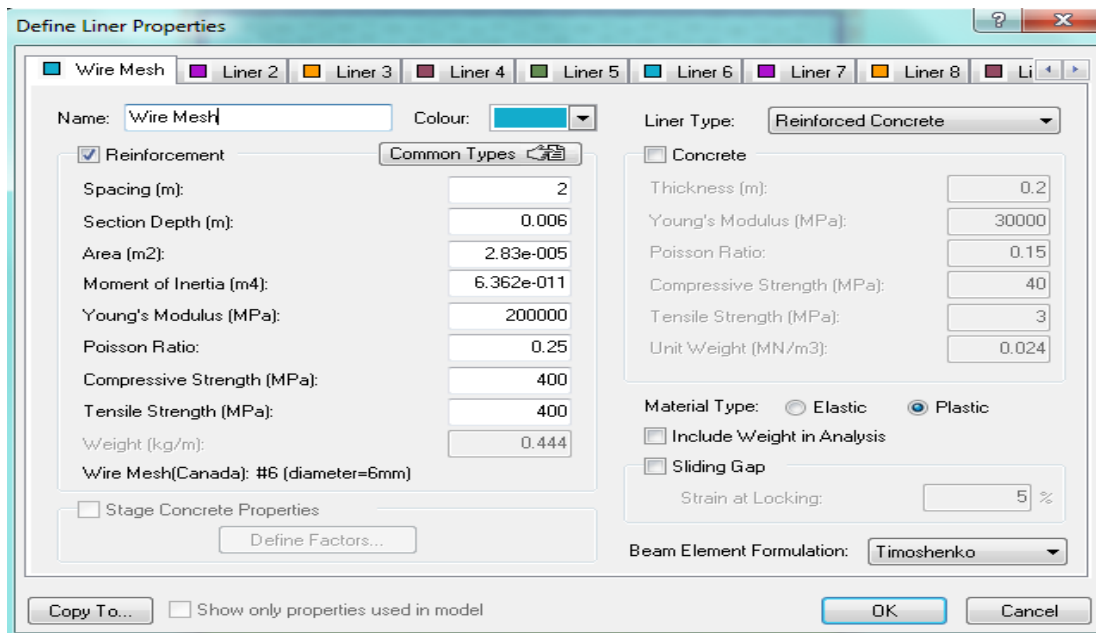 Define Liner Properties
Wire Mesh Liner 2 Liner 3 Liner 4 Liner 5 Liner 6 Liner 7 Liner 8 Li
Name: Wire Mesh Colour:
Reinforcement Common Types
Spacing (m): 2
Section Depth (m): 0.006
Area (m2): 2.83e-005
Moment of Inertia (m4): 6.362e-011
Young's Modulus (MPa): 200000
Poisson Ratio: 0.25
Compressive Strength (MPa): 400
Tensile Strength (MPa): 400
Weight (kg/m): 0.444
Wire Mesh(Canada): #6 (diameter=6mm)
Stage Concrete Properties
Define Factors...
Liner Type: Reinforced Concrete
Concrete
Thickness (m): 0.2
Young's Modulus (MPa): 30000
Poisson Ratio: 0.15
Compressive Strength (MPa): 40
Tensile Strength (MPa): 3
Unit Weight (MN/m3): 0.024
Material Type: Elastic Plastic
Include Weight in Analysis
Sliding Gap
Strain at Locking: 5 %
Beam Element Formulation: Timoshenko
Copy To... Show only properties used in model OK Cancel